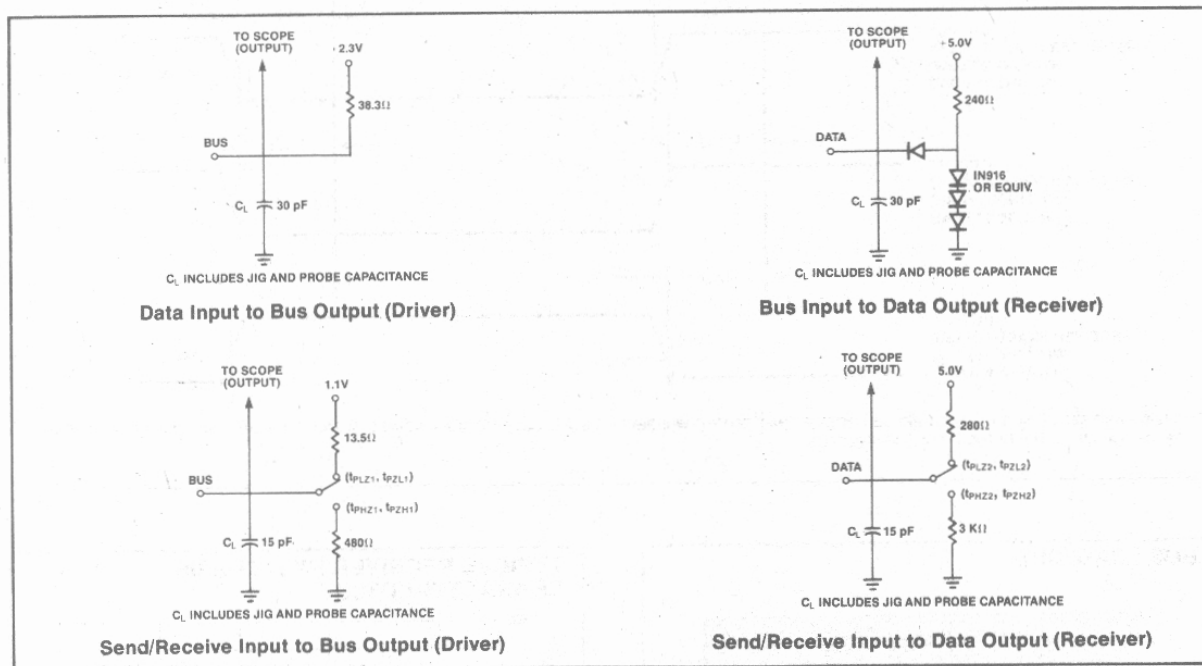 TO SCOPE
(OUTPUT)
2.3V
38.3Ω
BUS
CL 30 pF
CL INCLUDES JIG AND PROBE CAPACITANCE
Data Input to Bus Output (Driver)
TO SCOPE
(OUTPUT)
+5.0V
240Ω
DATA
IN916
OR EQUIV.
CL 30 pF
CL INCLUDES JIG AND PROBE CAPACITANCE
Bus Input to Data Output (Receiver)
TO SCOPE
(OUTPUT)
1.1V
13.5Ω
BUS
(tPLZ1, tPZL1)
(tPHZ1, tPZH1)
CL 15 pF
480Ω
CL INCLUDES JIG AND PROBE CAPACITANCE
Send/Receive Input to Bus Output (Driver)
TO SCOPE
(OUTPUT)
5.0V
280Ω
DATA
(tPLZ2, tPZL2)
(tPHZ2, tPZH2)
CL 15 pF
3 KΩ
CL INCLUDES JIG AND PROBE CAPACITANCE
Send/Receive Input to Data Output (Receiver)